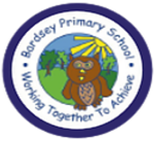 Bardsey Primary School
Working Together To Achieve